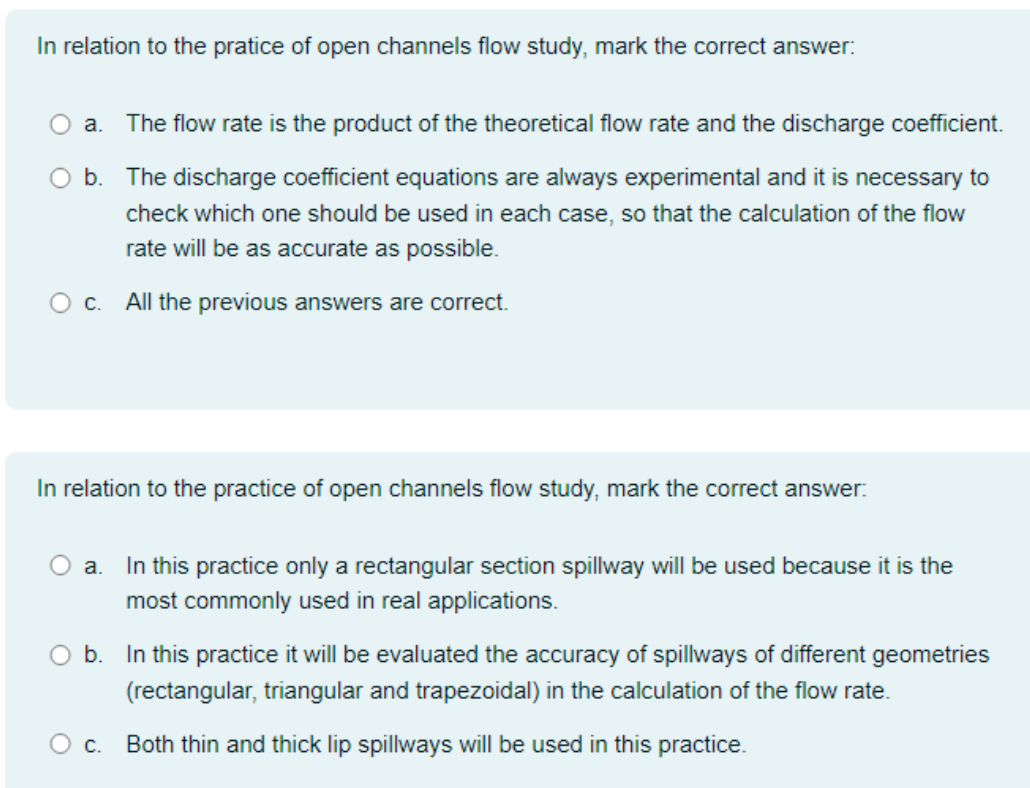 In relation to the pratice of open channels flow study, mark the correct answer:
a. The flow rate is the product of the theoretical flow rate and the discharge coefficient.
b. The discharge coefficient equations are always experimental and it is necessary to
check which one should be used in each case, so that the calculation of the flow
rate will be as accurate as possible.
c. All the previous answers are correct.
In relation to the practice of open channels flow study, mark the correct answer:
a. In this practice only a rectangular section spillway will be used because it is the
most commonly used in real applications.
b. In this practice it will be evaluated the accuracy of spillways of different geometries
(rectangular, triangular and trapezoidal) in the calculation of the flow rate.
c. Both thin and thick lip spillways will be used in this practice.